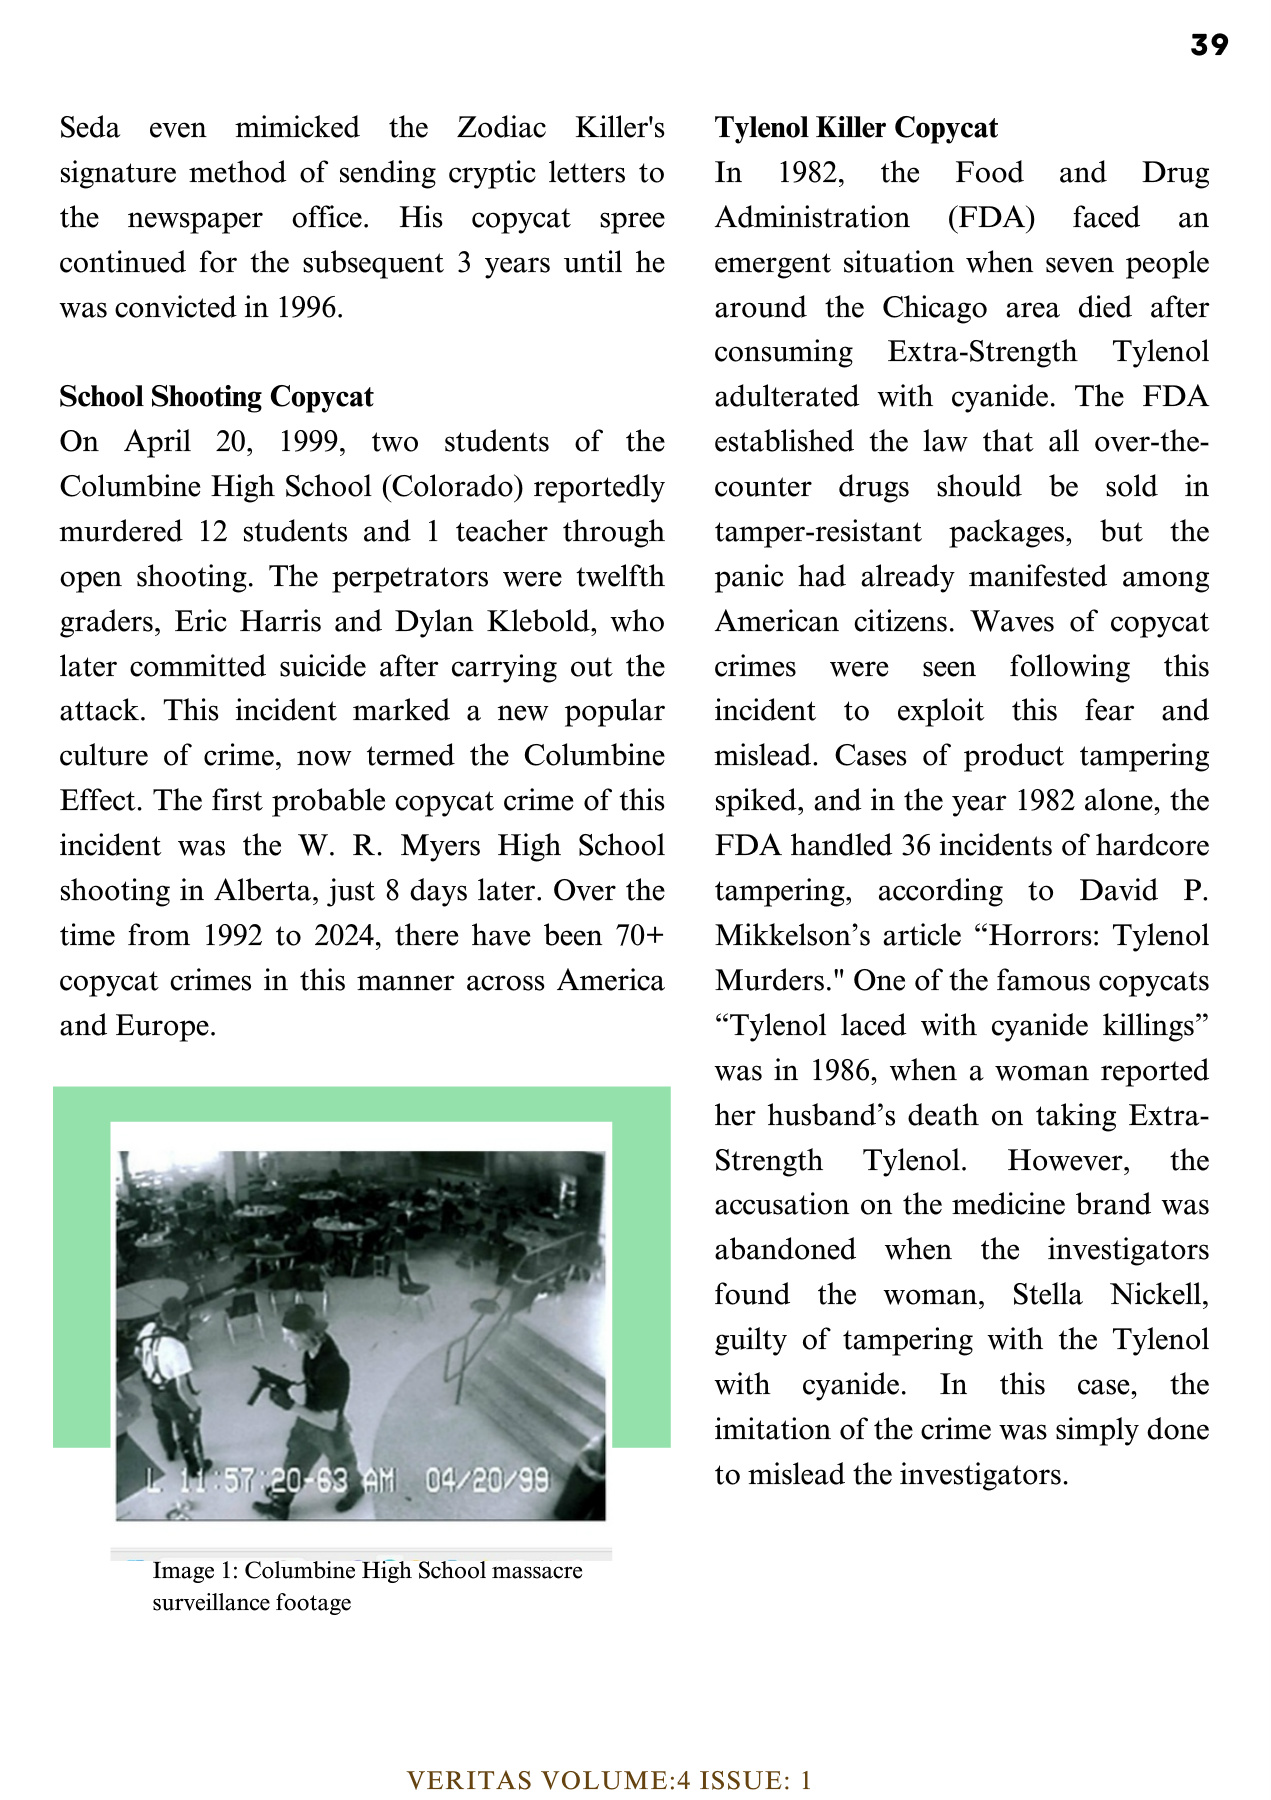 39
Seda even mimicked the Zodiac Killer's
signature method of sending cryptic letters to
the newspaper office. His copycat spree
continued for the subsequent 3 years until he
was convicted in 1996.
School Shooting Copycat
On April 20, 1999, two students of the
Columbine High School (Colorado) reportedly
murdered 12 students and 1 teacher through
open shooting. The perpetrators were twelfth
graders, Eric Harris and Dylan Klebold, who
later committed suicide after carrying out the
attack. This incident marked a new popular
culture of crime, now termed the Columbine
Effect. The first probable copycat crime of this
incident was the W. R. Myers High School
shooting in Alberta, just 8 days later. Over the
time from 1992 to 2024, there have been 70+
copycat crimes in this manner across America
and Europe.
L 11:57:20-63 AM 04/20/99
Image 1: Columbine High School massacre
surveillance footage
Tylenol Killer Copycat
In 1982, the Food and Drug
Administration (FDA) faced an
emergent situation when seven people
around the Chicago area died after
consuming Extra-Strength Tylenol
adulterated with cyanide. The FDA
established the law that all over-the-
counter drugs should be sold in
tamper-resistant packages, but the
panic had already manifested among
American citizens. Waves of copycat
crimes were seen following this
incident to exploit this fear and
mislead. Cases of product tampering
spiked, and in the year 1982 alone, the
FDA handled 36 incidents of hardcore
tampering, according to David P.
Mikkelson’s article “Horrors: Tylenol
Murders." One of the famous copycats
“Tylenol laced with cyanide killings”
was in 1986, when a woman reported
her husband’s death on taking Extra-
Strength Tylenol. However, the
accusation on the medicine brand was
abandoned when the investigators
found the woman, Stella Nickell,
guilty of tampering with the Tylenol
with cyanide. In this case, the
imitation of the crime was simply done
to mislead the investigators.
VERITAS VOLUME:4 ISSUE: 1